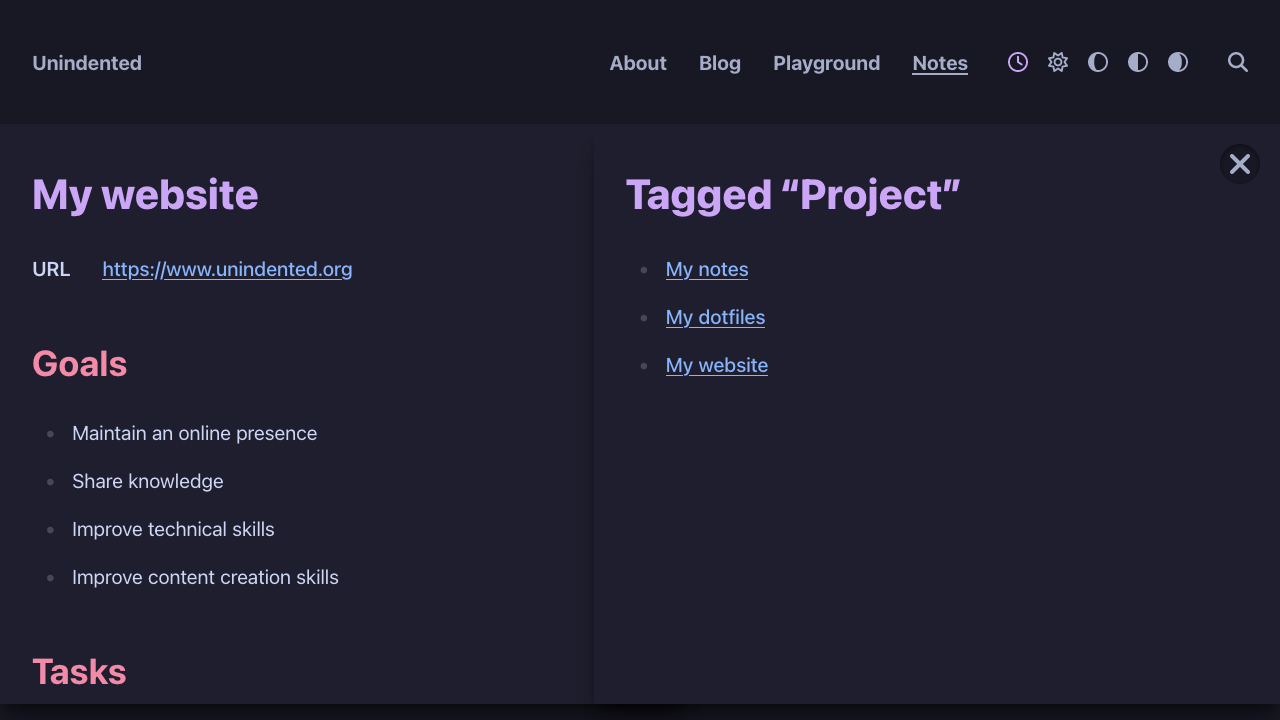 Unindented
About Blog Playground Notes
My website
URL https://www.unindented.org
Goals
Maintain an online presence
Share knowledge
Improve technical skills
Improve content creation skills
Tasks
Tagged “Project”
My notes
My dotfiles
My website